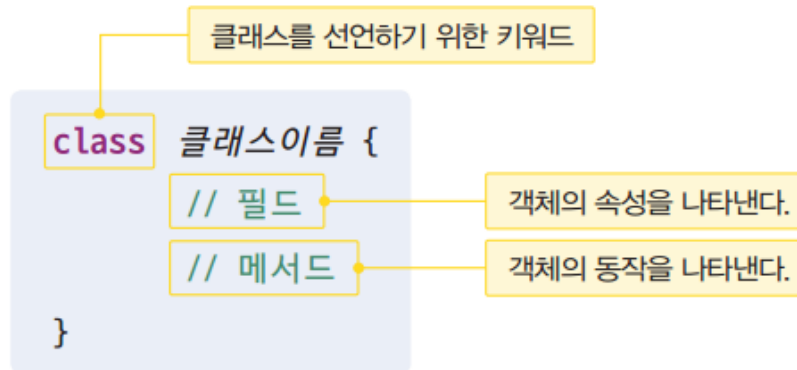 클래스를 선언하기 위한 키워드
class 클래스이름 {
// 필드
객체의 속성을 나타낸다.
// 메서드
객체의 동작을 나타낸다.
}